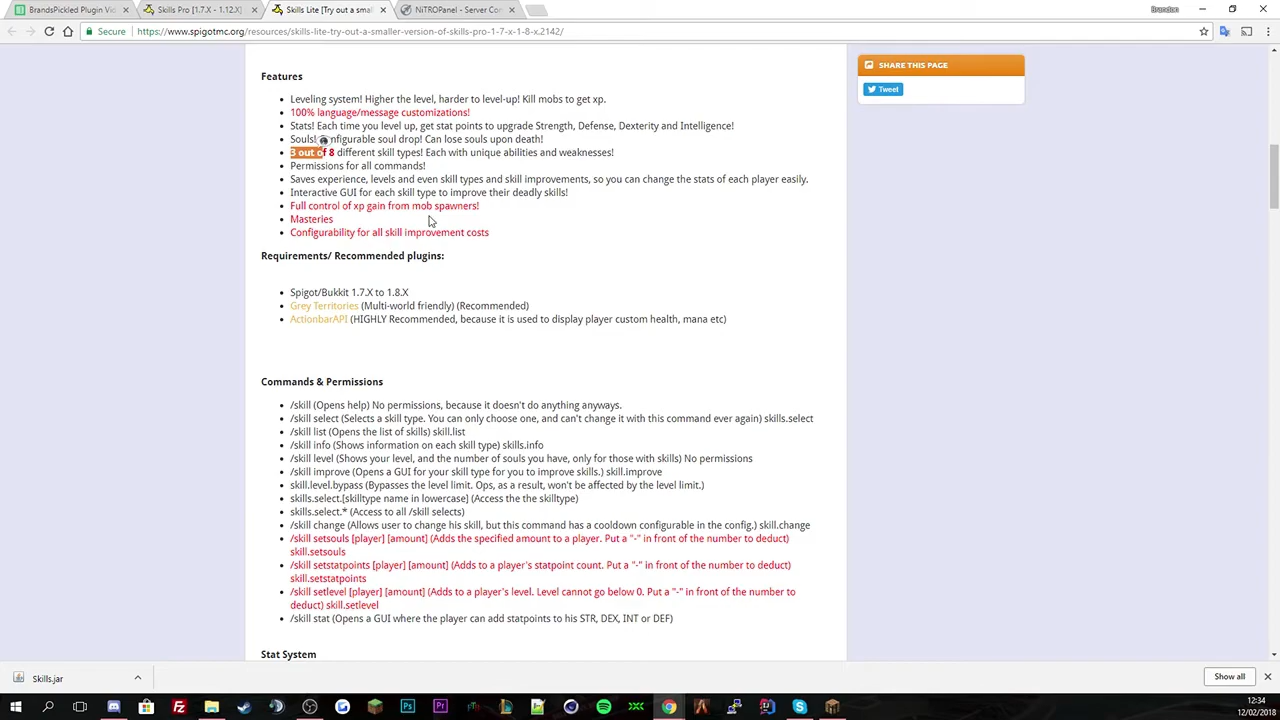 BrandsPickled Plugin Vid
Skills Pro [1.7.X - 1.12.X]
Skills Lite [Try out a smal
NiTROPanel - Server Con
Brandon
Secure
https://www.spigotmc.org/resources/skills-lite-try-out-a-smaller-version-of-skills-pro-1-7-x-1-8-x.2142/
Features
Leveling system! Higher the level, harder to level-up! Kill mobs to get xp.
100% language/message customizations!
Stats! Each time you level up, get stat points to upgrade Strength, Defense, Dexterity and Intelligence!
Souls! nfigurable soul drop! Can lose souls upon death!
3 out of 8 different skill types! Each with unique abilities and weaknesses!
Permissions for all commands!
Saves experience, levels and even skill types and skill improvements, so you can change the stats of each player easily.
Interactive GUI for each skill type to improve their deadly skills!
Full control of xp gain from mob spawners!
Masteries
Configurability for all skill improvement costs
Requirements/ Recommended plugins:
Spigot/Bukkit 1.7.X to 1.8.X
Grey Territories (Multi-world friendly) (Recommended)
ActionbarAPI (HIGHLY Recommended, because it is used to display player custom health, mana etc)
Commands & Permissions
/skill (Opens help) No permissions, because it doesn't do anything anyways.
/skill select (Selects a skill type. You can only choose one, and can't change it with this command ever again) skills.select
/skill list (Opens the list of skills) skill.list
/skill info (Shows information on each skill type) skills.info
/skill level (Shows your level, and the number of souls you have, only for those with skills) No permissions
/skill improve (Opens a GUI for your skill type for you to improve skills.) skill.improve
skill.level.bypass (Bypasses the level limit. Ops, as a result, won't be affected by the level limit.)
skills.select.[skilltype name in lowercase] (Access the the skilltype)
skills.select.* (Access to all /skill selects)
/skill change (Allows user to change his skill, but this command has a cooldown configurable in the config.) skill.change
/skill setsouls [player] [amount] (Adds the specified amount to a player. Put a "-" in front of the number to deduct)
skill.setsouls
/skill setstatpoints [player] [amount] (Adds to a player's statpoint count. Put a "-" in front of the number to deduct)
skill.setstatpoints
/skill setlevel [player] [amount] (Adds to a player's level. Level cannot go below 0. Put a "-" in front of the number to
deduct) skill.setlevel
/skill stat (Opens a GUI where the player can add statpoints to his STR, DEX, INT or DEF)
Stat System
SHARE THIS PAGE
Tweet
Skills.jar
Show all
12:34
12/02/2018